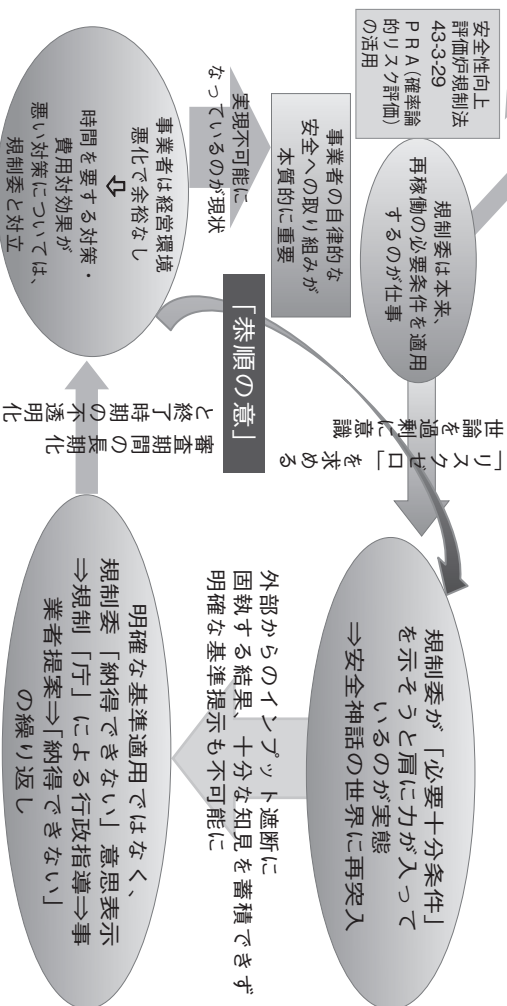 安全性向上
評価炉規制法
43-3-29
PRA(確率論
的リスク評価)
の活用
規制委は本来、
再稼働の必要条件を適用
するのが仕事
世論を過剰に意識
「リスクゼロ」を求める
規制委が「必要十分条件」
を示そうと肩に力が入って
いるのが実態
⇒安全神話の世界に再突入
外部からのインプット遮断に
固執する結果、十分な知見を蓄積できず
明確な基準提示も不可能に
明確な基準適用ではなく、
規制委「納得できない」意思表示
⇒規制「庁」による行政指導⇒事
業者提案⇒「納得できない」
の繰り返し
審査期間の長期化
と終了時期の不透明化
事業者は経営環境
悪化で余裕なし
⇩
時間を要する対策・
費用対効果が
悪い対策については、
規制委と対立
実現不可能に
なっているのが現状
事業者の自律的な
安全への取り組みが
本質的に重要
「恭順の意」